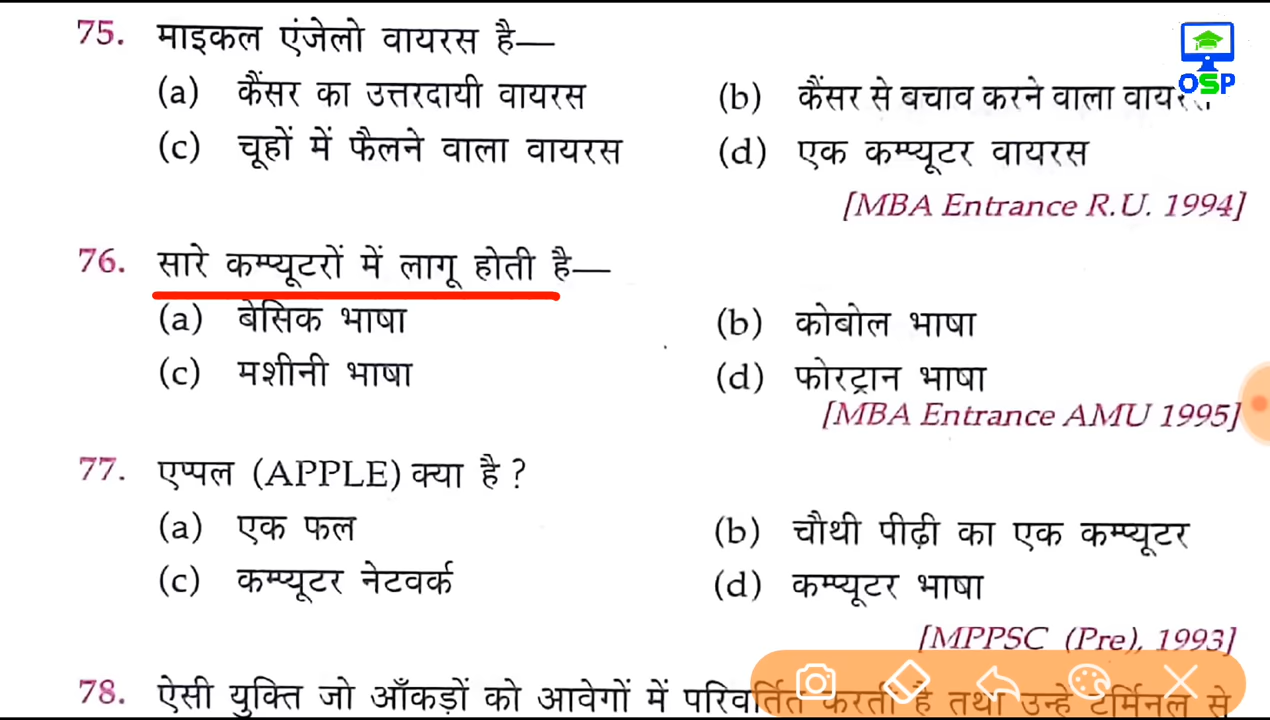 75. माइकल एंजेलो वायरस है—
OSP
(a) कैंसर का उत्तरदायी वायरस (b) कैंसर से बचाव करने वाला वायरस
(c) चूहों में फैलने वाला वायरस (d) एक कम्प्यूटर वायरस
[MBA Entrance R.U. 1994]
76. सारे कम्प्यूटरों में लागू होती है—
(a) बेसिक भाषा (b) कोबोल भाषा
(c) मशीनी भाषा (d) फोरट्रान भाषा
[MBA Entrance AMU 1995]
77. एप्पल (APPLE) क्या है ?
(a) एक फल (b) चौथी पीढ़ी का एक कम्प्यूटर
(c) कम्प्यूटर नेटवर्क (d) कम्प्यूटर भाषा
[MPPSC (Pre), 1993]
78. ऐसी युक्ति जो आँकड़ों को आवेगों में परिवर्तित करती है तथा उन्हे टर्मिनल से